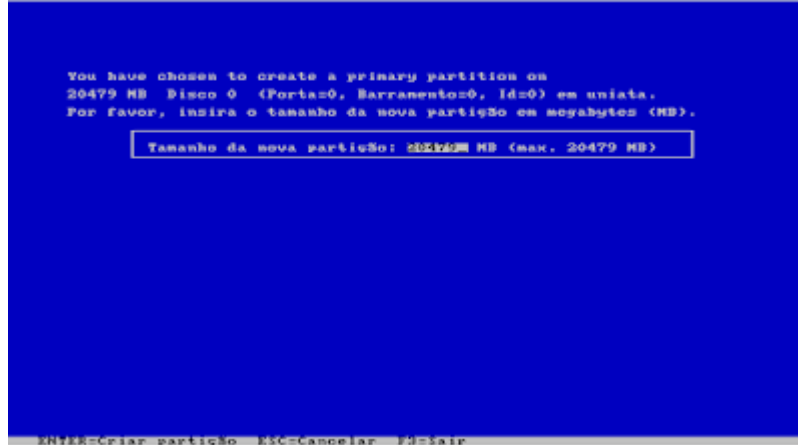 You have chosen to create a primary partition on
20479 MB Disco 0 (Porta=0, Barramento=0, Id=0) em uniata.
Por favor, insira o tamanho da nova partição em megabytes (MB).
Tamanho da nova partição: 20479 MB (max. 20479 MB)
ENTER=Criar partição ESC=Cancelar F3=Sair